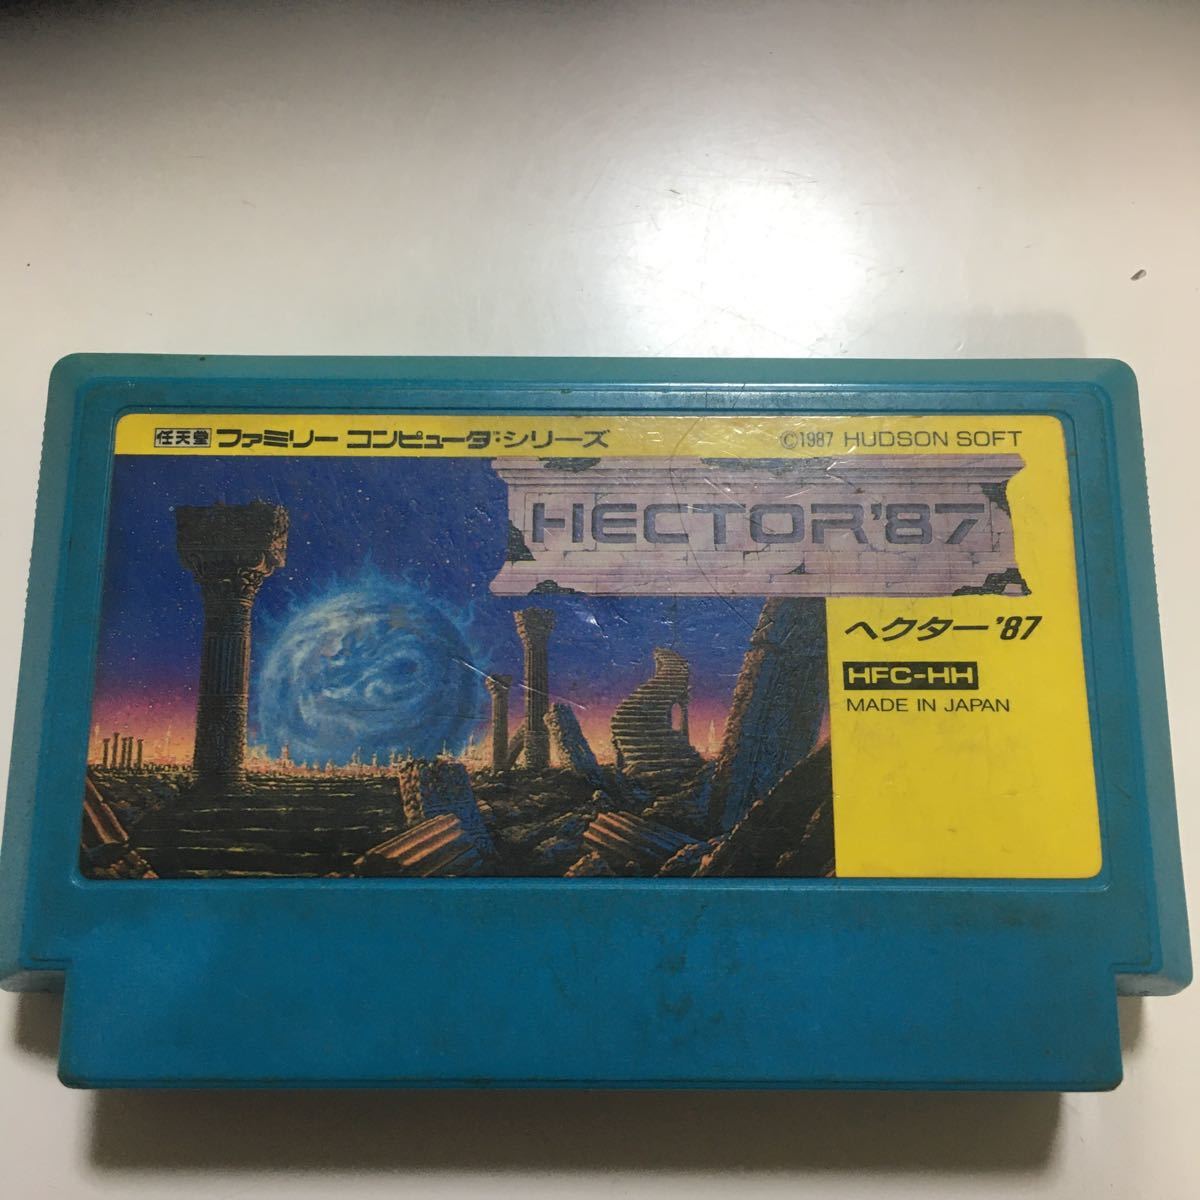 任天堂 ファミリー コンピュータ・シリーズ
©1987 HUDSON SOFT
HECTOR'87
ヘクター'87
HFC-HH
MADE IN JAPAN